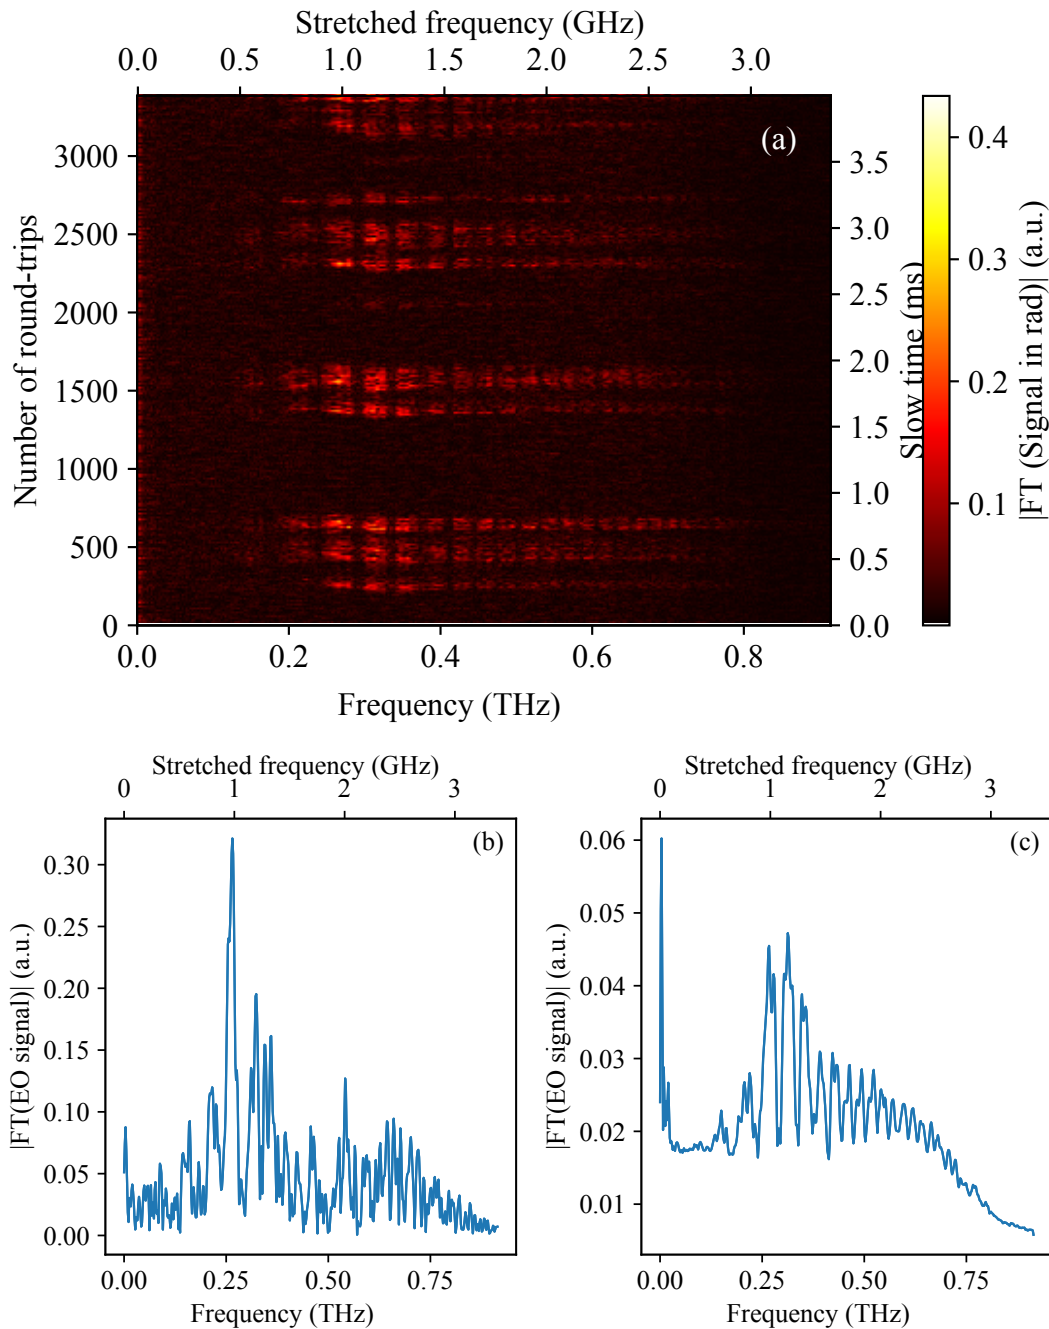 Stretched frequency (GHz)
0.0 0.5 1.0 1.5 2.0 2.5 3.0
(a)
Number of round-trips
0 500 1000 1500 2000 2500 3000
Slow time (ms)
0.0 0.5 1.0 1.5 2.0 2.5 3.0 3.5
|FT (Signal in rad)| (a.u.)
0.1 0.2 0.3 0.4
0.0 0.2 0.4 0.6 0.8
Frequency (THz)
Stretched frequency (GHz)
0 1 2 3
(b)
|FT(EO signal)| (a.u.)
0.00 0.05 0.10 0.15 0.20 0.25 0.30
0.00 0.25 0.50 0.75
Frequency (THz)
Stretched frequency (GHz)
0 1 2 3
(c)
|FT(EO signal)| (a.u.)
0.01 0.02 0.03 0.04 0.05 0.06
0.00 0.25 0.50 0.75
Frequency (THz)